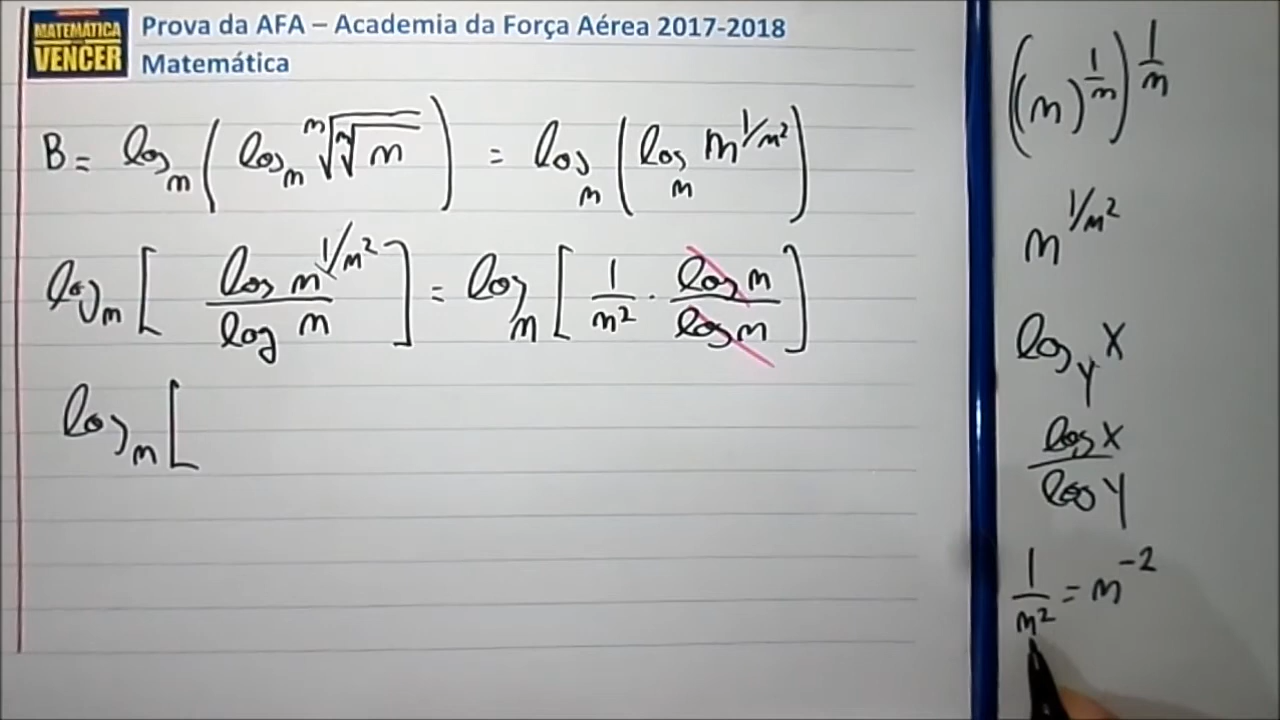 MATEMÁTICA
PARA
VENCER
Prova da AFA – Academia da Força Aérea 2017-2018
Matemática
B = log_m ( log_m ᵐ√ᵐ√m ) = log_m ( log_m m^1/m² )
log_m [ log m^1/m² / log m ] = log_m [ 1/m² · log m / log m ]
log_m [
((m)^1/m)^1/m
m^1/m²
log_Y X
log X
log Y
1/m² = m^-2